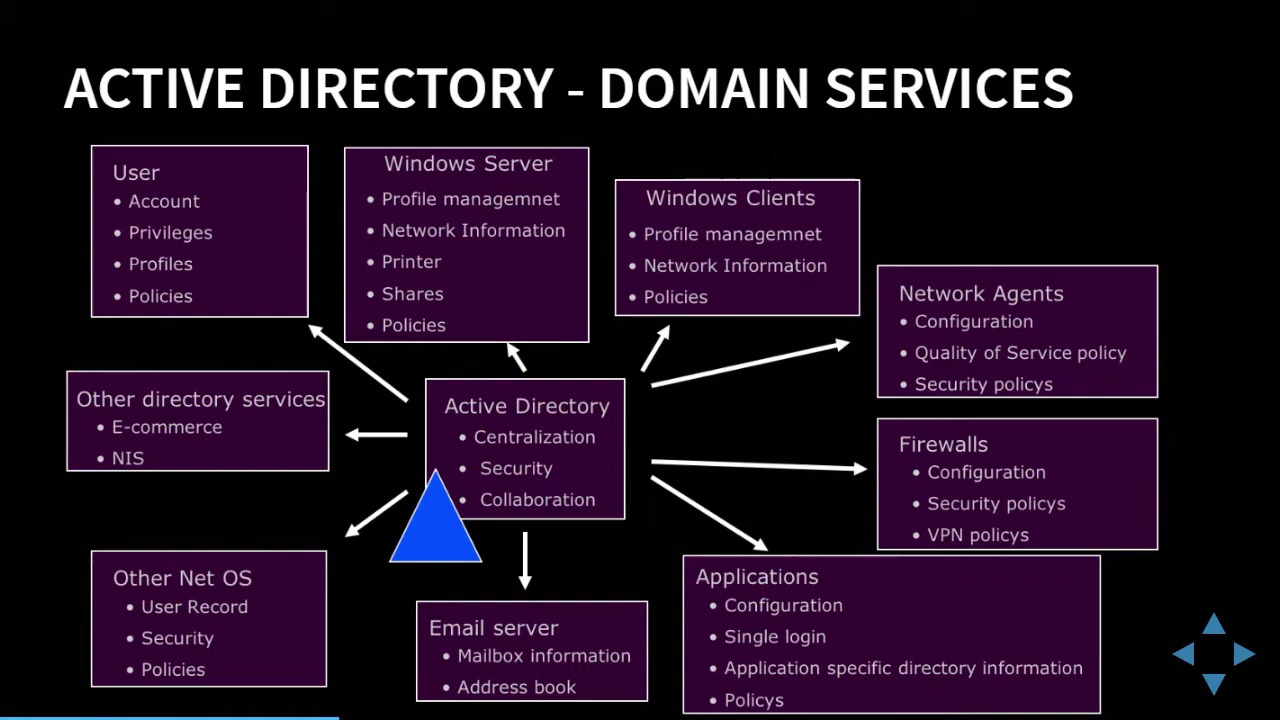 ACTIVE DIRECTORY - DOMAIN SERVICES
User
• Account
• Privileges
• Profiles
• Policies
Windows Server
• Profile managemnet
• Network Information
• Printer
• Shares
• Policies
Windows Clients
• Profile managemnet
• Network Information
• Policies
Network Agents
• Configuration
• Quality of Service policy
• Security policys
Other directory services
• E-commerce
• NIS
Active Directory
• Centralization
• Security
• Collaboration
Firewalls
• Configuration
• Security policys
• VPN policys
Other Net OS
• User Record
• Security
• Policies
Email server
• Mailbox information
• Address book
Applications
• Configuration
• Single login
• Application specific directory information
• Policys